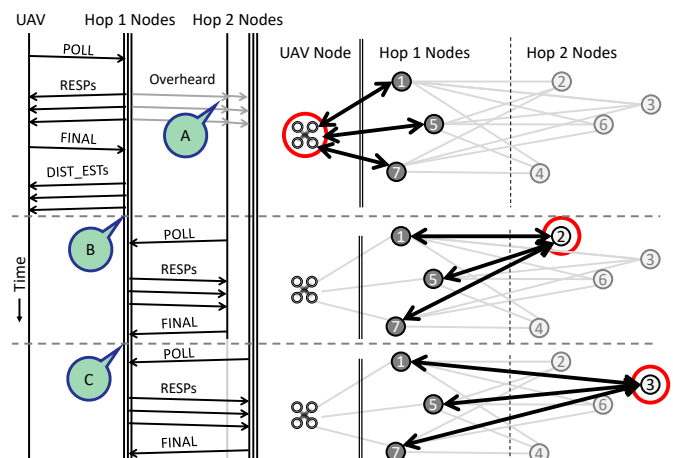 UAV Hop 1 Nodes Hop 2 Nodes
POLL
RESPs
Overheard
A
FINAL
DIST_ESTs
UAV Node Hop 1 Nodes Hop 2 Nodes
1 2
3
5 6
7 4
B
POLL
RESPs
FINAL
Time
1 2
3
5 6
7 4
C
POLL
RESPs
FINAL
1 2
3
5 6
7 4